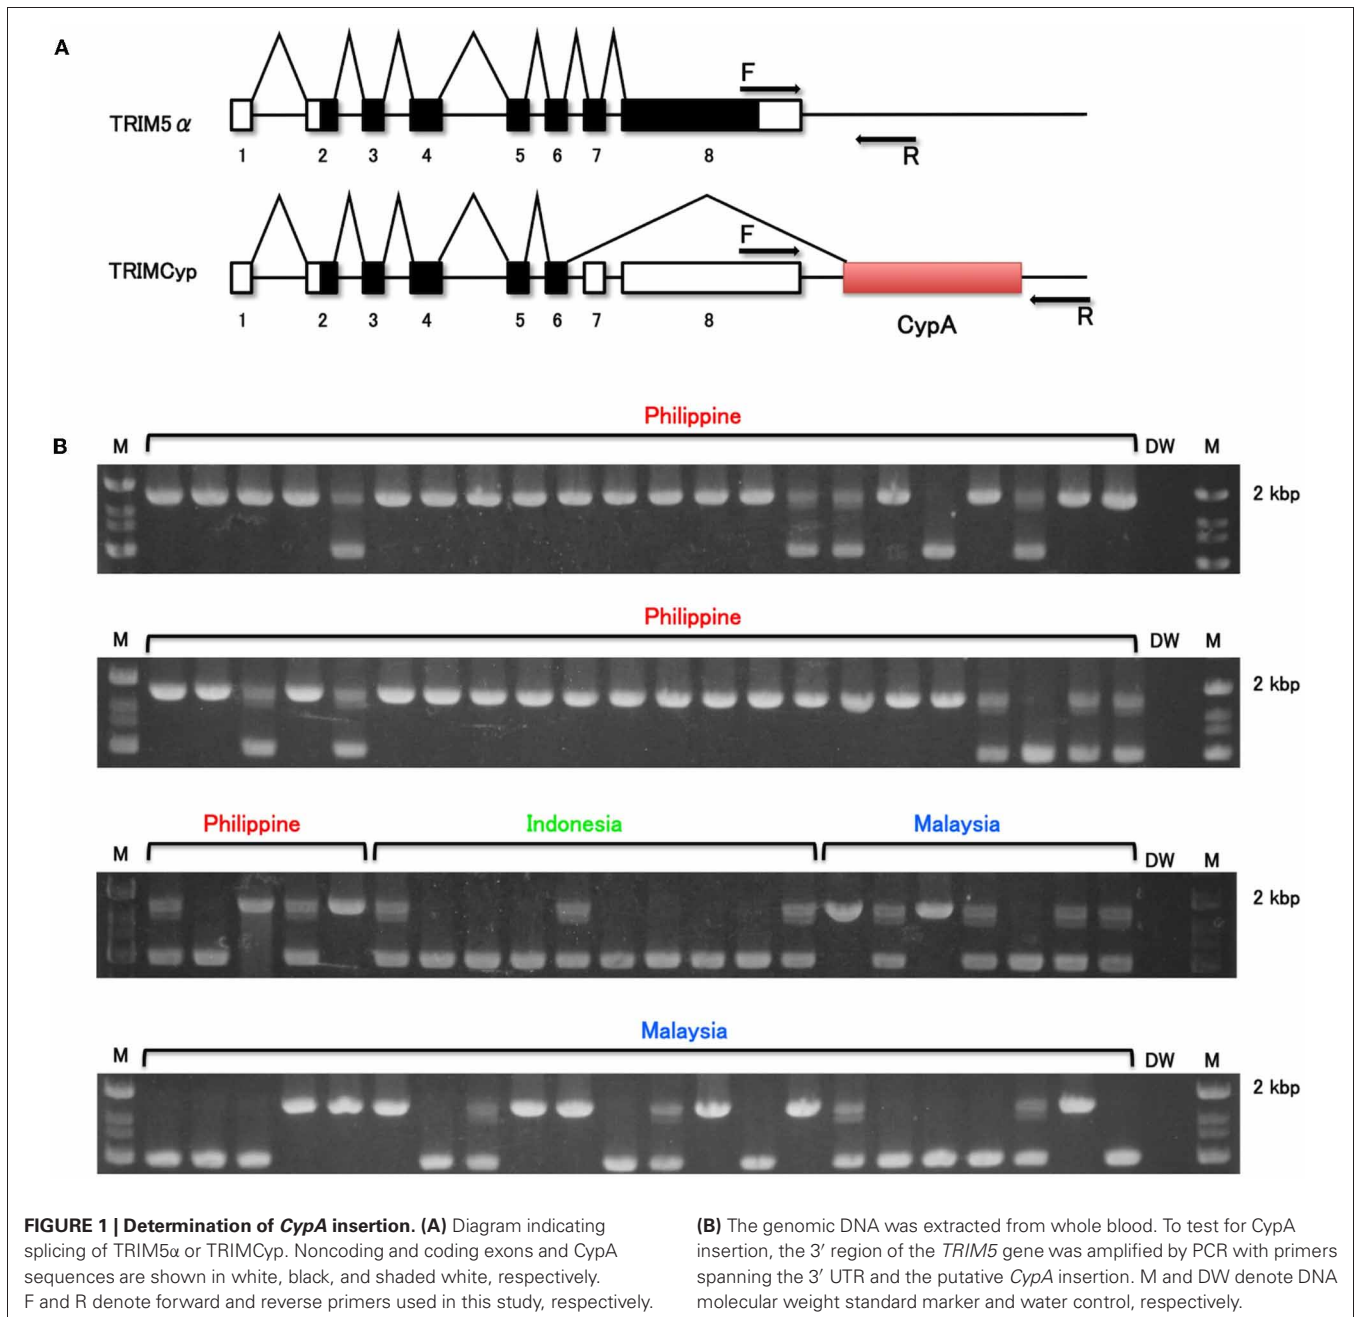 A
F
TRIM5α
R
1 2 3 4 5 6 7 8
F
TRIMCyp
R
1 2 3 4 5 6 7 8
CypA
Philippine
B
M DW M
2 kbp
Philippine
M DW M
2 kbp
Philippine Indonesia Malaysia
M DW M
2 kbp
Malaysia
M DW M
2 kbp
FIGURE 1 | Determination of CypA insertion. (A) Diagram indicating
splicing of TRIM5α or TRIMCyp. Noncoding and coding exons and CypA
sequences are shown in white, black, and shaded white, respectively.
F and R denote forward and reverse primers used in this study, respectively.
(B) The genomic DNA was extracted from whole blood. To test for CypA
insertion, the 3′ region of the TRIM5 gene was amplified by PCR with primers
spanning the 3′ UTR and the putative CypA insertion. M and DW denote DNA
molecular weight standard marker and water control, respectively.